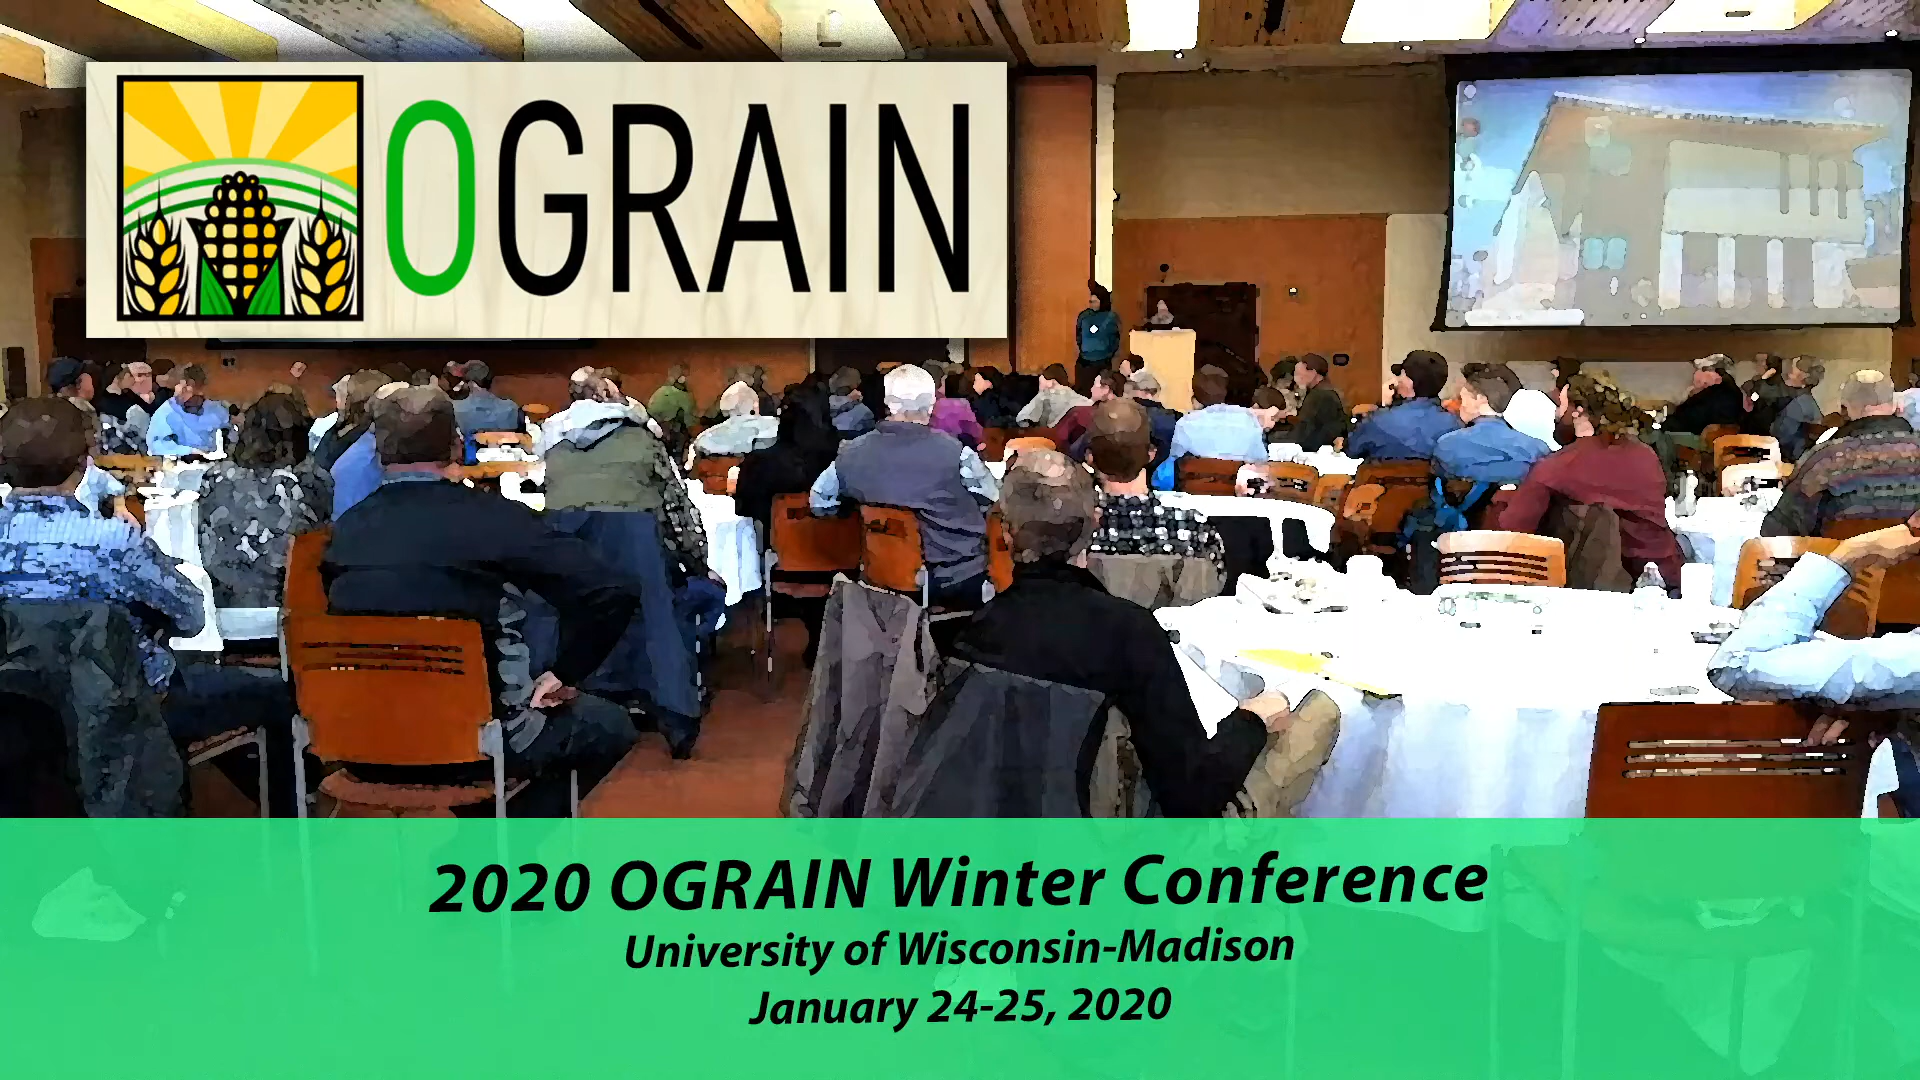 OGRAIN
2020 OGRAIN Winter Conference
University of Wisconsin-Madison
January 24-25, 2020